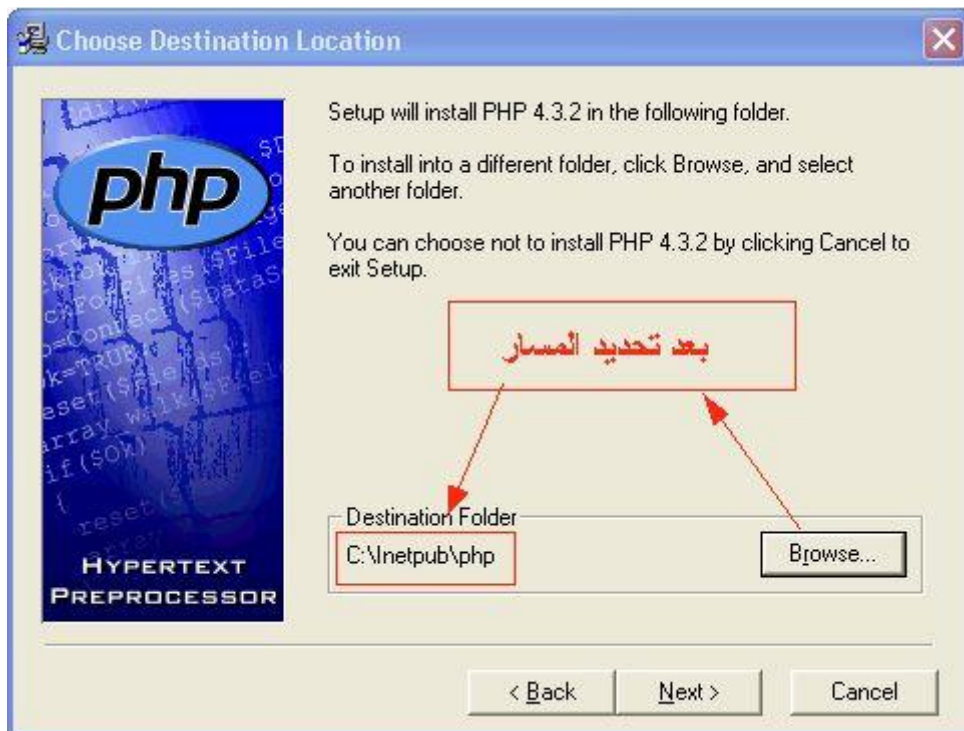 Choose Destination Location
php
HYPERTEXT
PREPROCESSOR
Setup will install PHP 4.3.2 in the following folder.
To install into a different folder, click Browse, and select
another folder.
You can choose not to install PHP 4.3.2 by clicking Cancel to
exit Setup.
بعد تحديد المسار
Destination Folder
C:\Inetpub\php
Browse...
< Back
Next >
Cancel